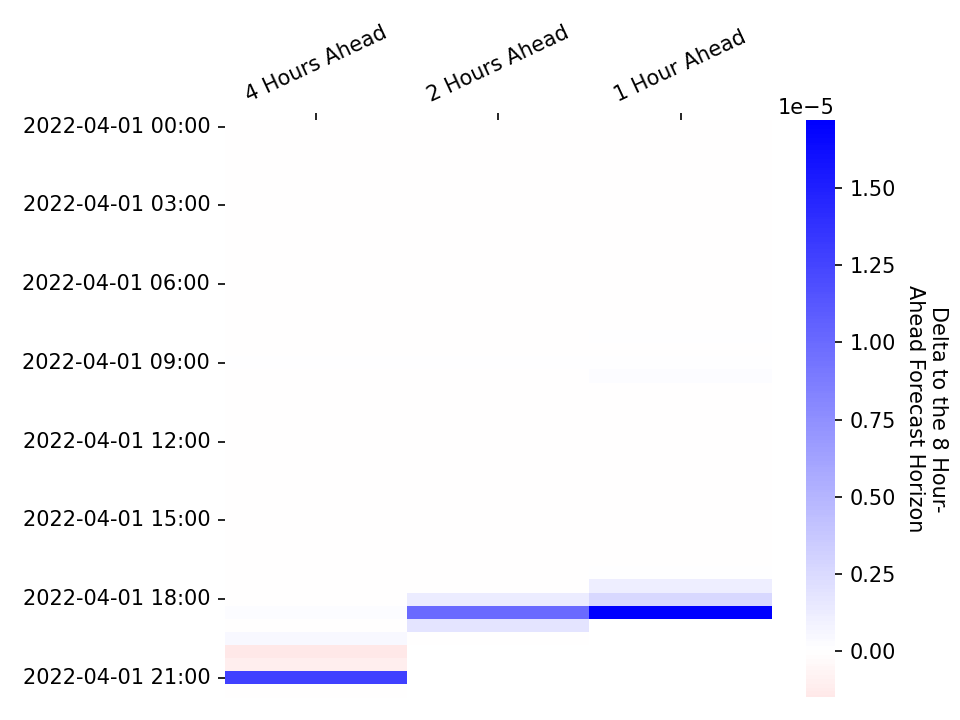 4 Hours Ahead
2 Hours Ahead
1 Hour Ahead
1e−5
2022-04-01 00:00
2022-04-01 03:00
2022-04-01 06:00
2022-04-01 09:00
2022-04-01 12:00
2022-04-01 15:00
2022-04-01 18:00
2022-04-01 21:00
1.50
1.25
1.00
0.75
0.50
0.25
0.00
Delta to the 8 Hour-
Ahead Forecast Horizon